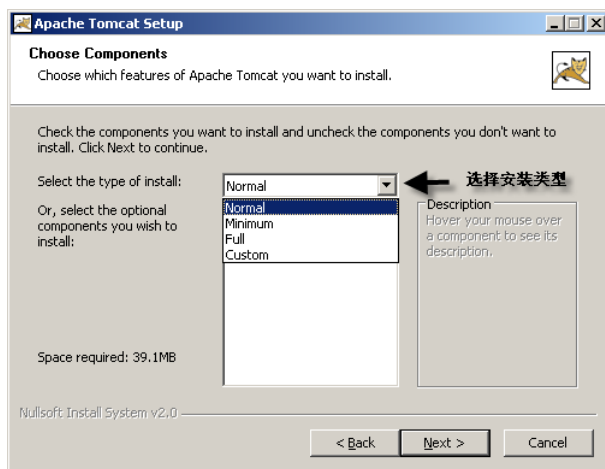 Apache Tomcat Setup
Choose Components
Choose which features of Apache Tomcat you want to install.
Check the components you want to install and uncheck the components you don't want to
install. Click Next to continue.
Select the type of install:
Normal
选择安装类型
Or, select the optional
components you wish to
install:
Normal
Minimum
Full
Custom
Description
Hover your mouse over
a component to see its
description.
Space required: 39.1MB
Nullsoft Install System v2.0
< Back
Next >
Cancel